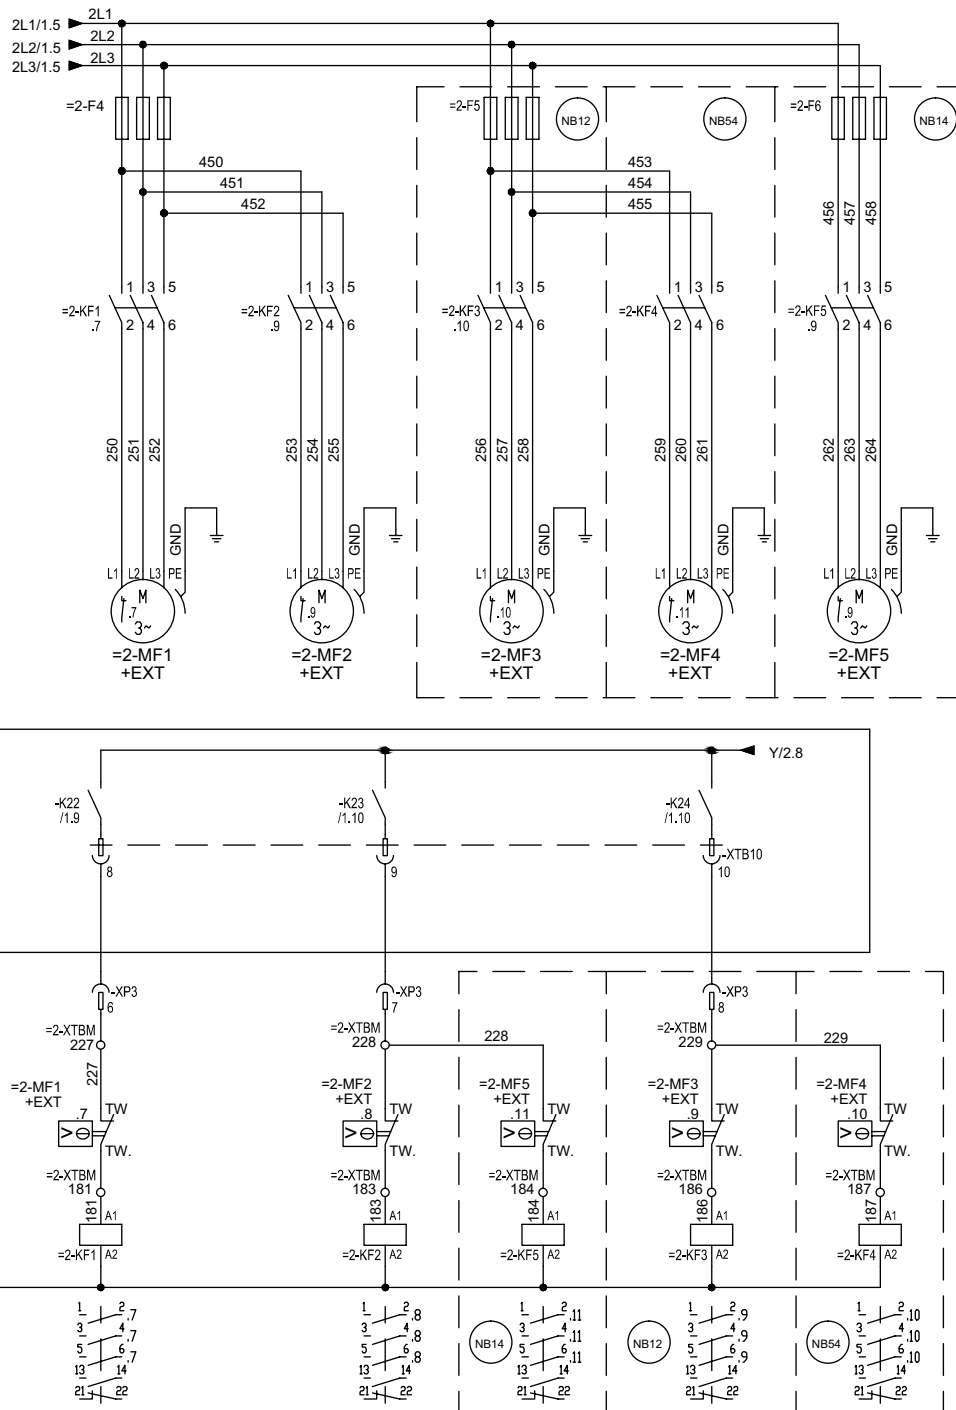 2L1/1.5 2L1
2L2/1.5 2L2
2L3/1.5 2L3
=2-F4 =2-F5 NB12 NB54 =2-F6 NB14
450 453
451 454
452 455
456 457 458
1 3 5 1 3 5 1 3 5 1 3 5 1 3 5
=2-KF1 =2-KF2 =2-KF3 =2-KF4 =2-KF5
.7 2 4 6 .9 2 4 6 .10 2 4 6 2 4 6 .9 2 4 6
250 251 252 253 254 255 256 257 258 259 260 261 262 263 264
GND GND GND GND GND
L1 L2 L3 PE L1 L2 L3 PE L1 L2 L3 PE L1 L2 L3 PE L1 L2 L3 PE
M M M M M
.7 .9 .10 .11 .9
3~ 3~ 3~ 3~ 3~
=2-MF1 =2-MF2 =2-MF3 =2-MF4 =2-MF5
+EXT +EXT +EXT +EXT +EXT
Y/2.8
-K22 -K23 -K24
/1.9 /1.10 /1.10
-XTB10
8 9 10
-XP3 -XP3 -XP3
6 7 8
=2-XTBM =2-XTBM =2-XTBM
227 228 228 229 229
227
=2-MF1 =2-MF2 =2-MF5 =2-MF3 =2-MF4
+EXT +EXT +EXT +EXT +EXT
.7 TW .8 TW .11 TW .9 TW .10 TW
V V V V V
TW. TW. TW. TW. TW.
=2-XTBM =2-XTBM =2-XTBM =2-XTBM =2-XTBM
181 183 184 186 187
181 A1 183 A1 184 A1 186 A1 187 A1
=2-KF1 A2 =2-KF2 A2 =2-KF5 A2 =2-KF3 A2 =2-KF4 A2
1 2 .7 1 2 .8 1 2 .11 1 2 .9 1 2 .10
3 4 .7 3 4 .8 3 4 .11 3 4 .9 3 4 .10
NB14 NB12 NB54
5 6 .7 5 6 .8 5 6 .11 5 6 .9 5 6 .10
13 14 13 14 13 14 13 14 13 14
21 22 21 22 21 22 21 22 21 22